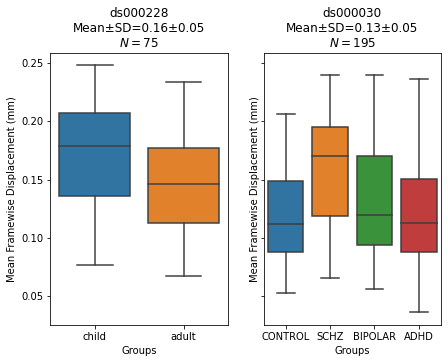 ds000228
Mean±SD=0.16±0.05
N = 75
ds000030
Mean±SD=0.13±0.05
N = 195
Mean Framewise Displacement (mm)
0.25
0.20
0.15
0.10
0.05
child
adult
Groups
Mean Framewise Displacement (mm)
CONTROL
SCHZ
BIPOLAR
ADHD
Groups